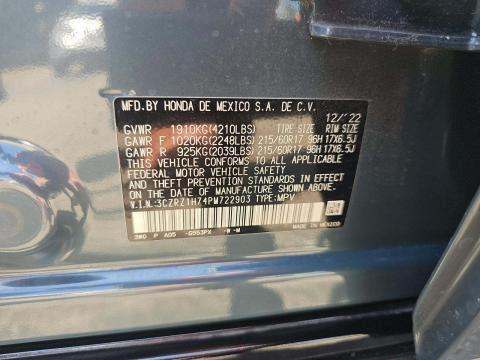 MFD.BY HONDA DE MEXICO S.A. DE C.V. 12/'22
GVWR 1910KG(4210LBS) TIRE SIZE RIM SIZE
GAWR F 1020KG(2248LBS)215/60R17 96H 17X6.5J
GAWR R 925KG(2039LBS)215/60R17 96H 17X6.5J
THIS VEHICLE CONFORMS TO ALL APPLICABLE
FEDERAL MOTOR VEHICLE SAFETY AND
THEFT PREVENTION STANDARDS IN EFFECT
ON THE DATE OF MANUFACTURE SHOWN ABOVE.
V.I.N.:3CZRZ1H74PM722903 TYPE:MPV
3W0 P A05 -G553PX -W -M
MADE IN MEXICO